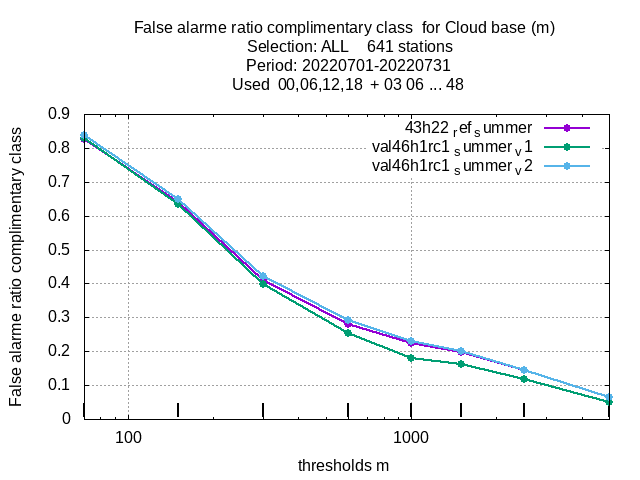 False alarme ratio complimentary class  for Cloud base (m)
Selection: ALL    641 stations
Period: 20220701-20220731
Used  00,06,12,18  + 03 06 ... 48
43h22 ref summer
val46h1rc1 summer v1
val46h1rc1 summer v2
False alarme ratio complimentary class
0.9
0.8
0.7
0.6
0.5
0.4
0.3
0.2
0.1
0
100
1000
thresholds m